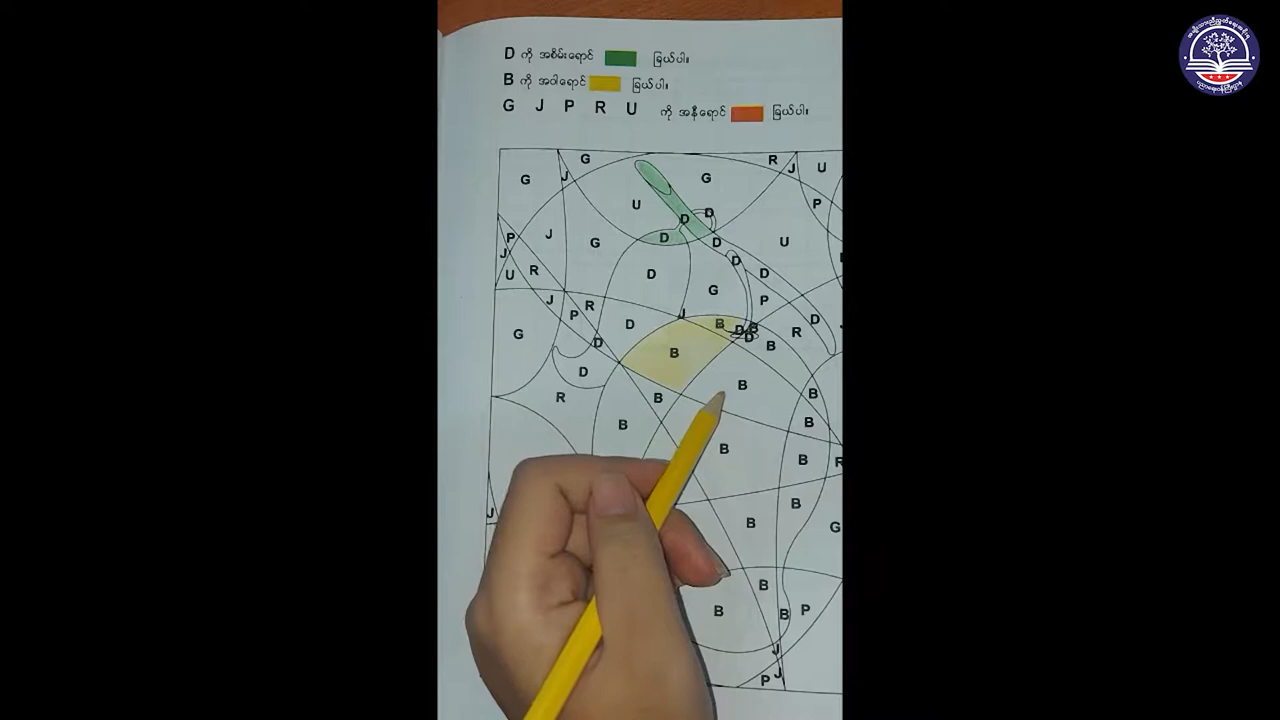 D ကို အစိမ်းရောင် ခြယ်ပါ။
B ကို အဝါရောင် ခြယ်ပါ။
G J P R U ကို အနီရောင် ခြယ်ပါ။
G R J U
G J G
U D D P
P J G D D U
J D
U R D D
J R G P
P J B D B D
G D D B R
B
D B
R B B
B B
B B R
B
J B G
B
B B P
J
P J